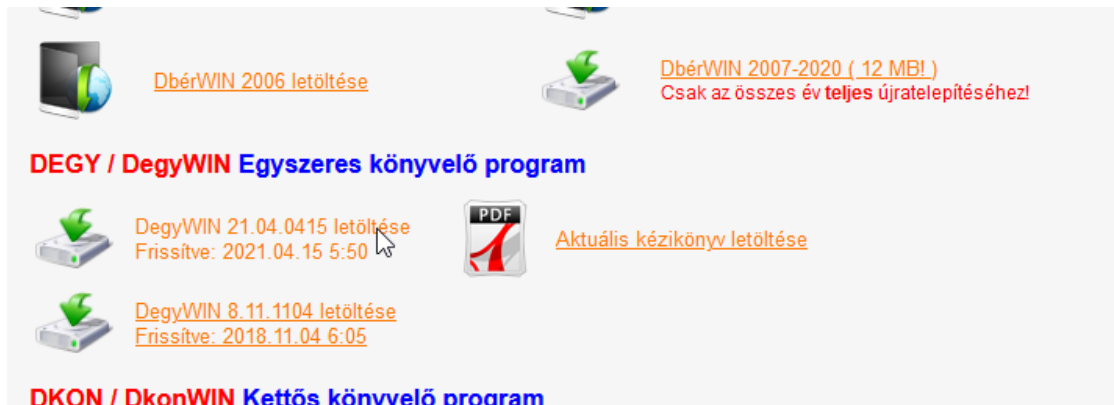 DbérWIN 2006 letöltése
DbérWIN 2007-2020 ( 12 MB! )
Csak az összes év teljes újratelepítéséhez!
DEGY / DegyWIN Egyszeres könyvelő program
DegyWIN 21.04.0415 letöltése
Frissítve: 2021.04.15 5:50
PDF
Aktuális kézikönyv letöltése
DegyWIN 8.11.1104 letöltése
Frissítve: 2018.11.04 6:05
DKON / DkonWIN Kettős könyvelő program